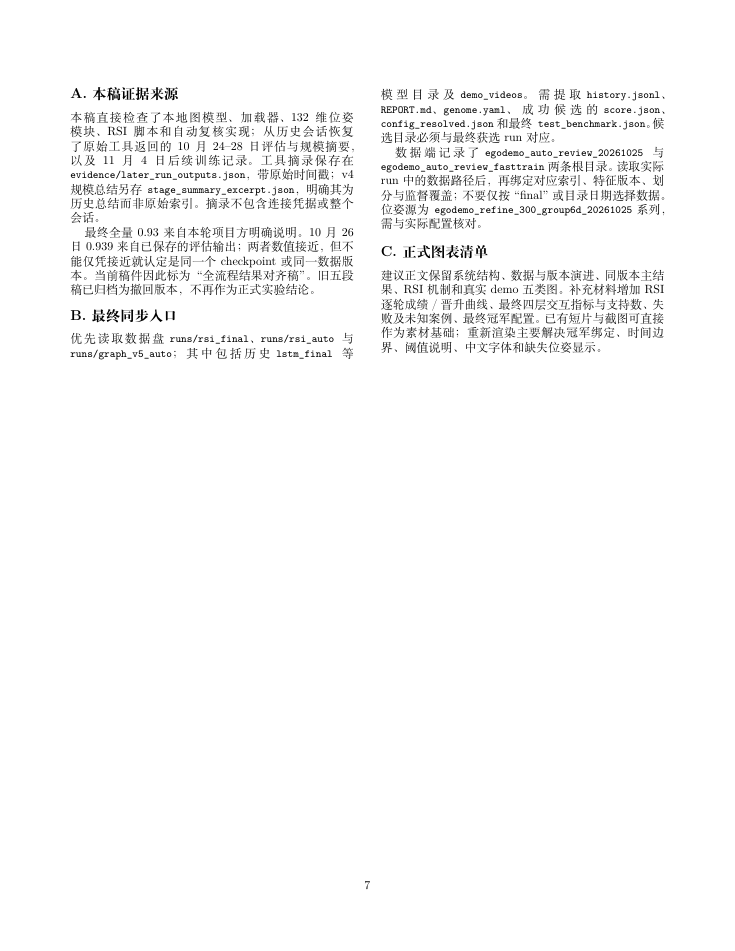 A. 本稿证据来源
本稿直接检查了本地图模型、加载器、132 维位姿
模块、RSI 脚本和自动复核实现；从历史会话恢复
了原始工具返回的 10 月 24–28 日评估与规模摘要，
以及 11 月 4 日后续训练记录。工具摘录保存在
evidence/later_run_outputs.json，带原始时间戳；v4
规模总结另存 stage_summary_excerpt.json，明确其为
历史总结而非原始索引。摘录不包含连接凭据或整个
会话。
最终全量 0.93 来自本轮项目方明确说明。10 月 26
日 0.939 来自已保存的评估输出；两者数值接近，但不
能仅凭接近就认定是同一个 checkpoint 或同一数据版
本。当前稿件因此标为 “全流程结果对齐稿”。旧五段
稿已归档为撤回版本，不再作为正式实验结论。
B. 最终同步入口
优先读取数据盘 runs/rsi_final、runs/rsi_auto 与
runs/graph_v5_auto；其中包括历史 lstm_final 等
模型目录及 demo_videos。需提取 history.jsonl、
REPORT.md、genome.yaml、成功候选的 score.json、
config_resolved.json 和最终 test_benchmark.json。候
选目录必须与最终获选 run 对应。
数据端记录了 egodemo_auto_review_20261025 与
egodemo_auto_review_fasttrain 两条根目录。读取实际
run 中的数据路径后，再绑定对应索引、特征版本、划
分与监督覆盖；不要仅按 “final” 或目录日期选择数据。
位姿源为 egodemo_refine_300_group6d_20261025 系列，
需与实际配置核对。
C. 正式图表清单
建议正文保留系统结构、数据与版本演进、同版本主结
果、RSI 机制和真实 demo 五类图。补充材料增加 RSI
逐轮成绩 / 晋升曲线、最终四层交互指标与支持数、失
败及未知案例、最终冠军配置。已有短片与截图可直接
作为素材基础；重新渲染主要解决冠军绑定、时间边
界、阈值说明、中文字体和缺失位姿显示。
7